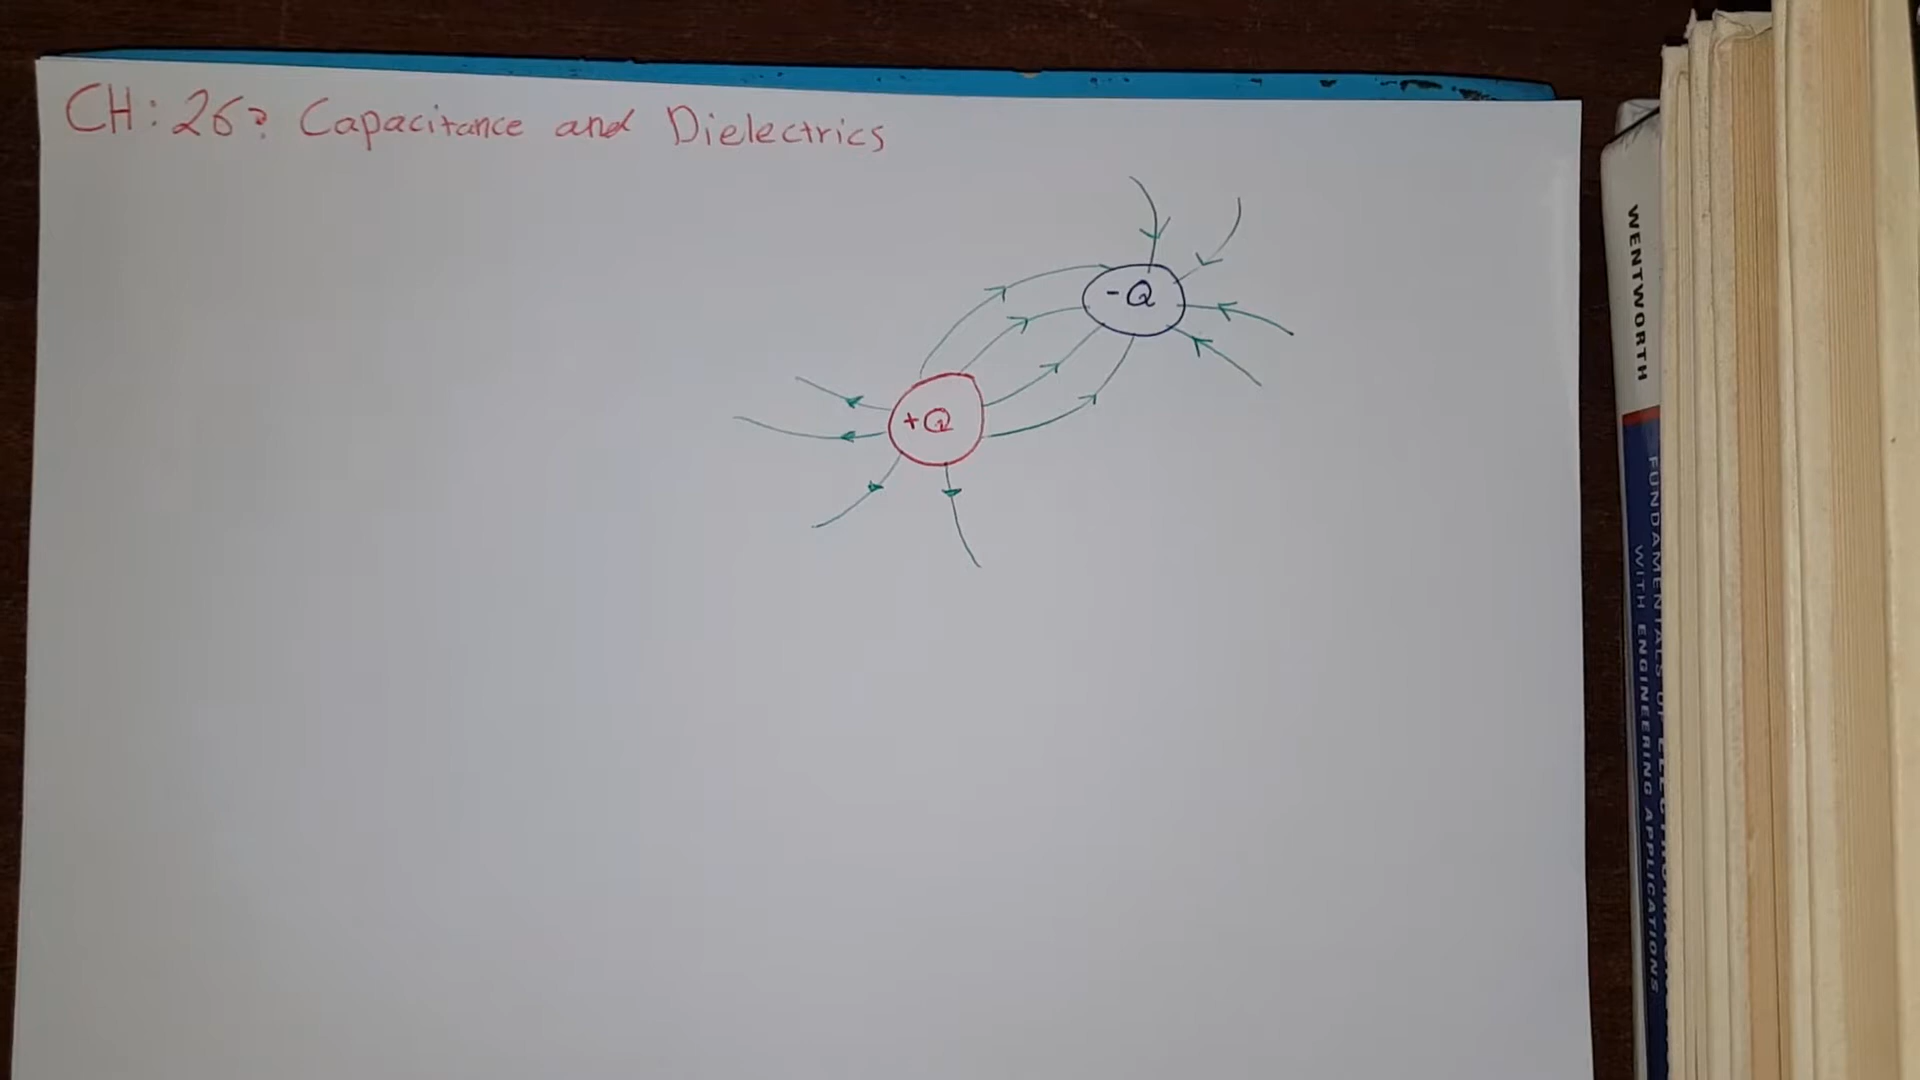 CH: 26: Capacitance and Dielectrics
-Q
+Q
WENTWORTH
FUNDAMENTALS OF ELECTROMAGNETICS
WITH ENGINEERING APPLICATIONS